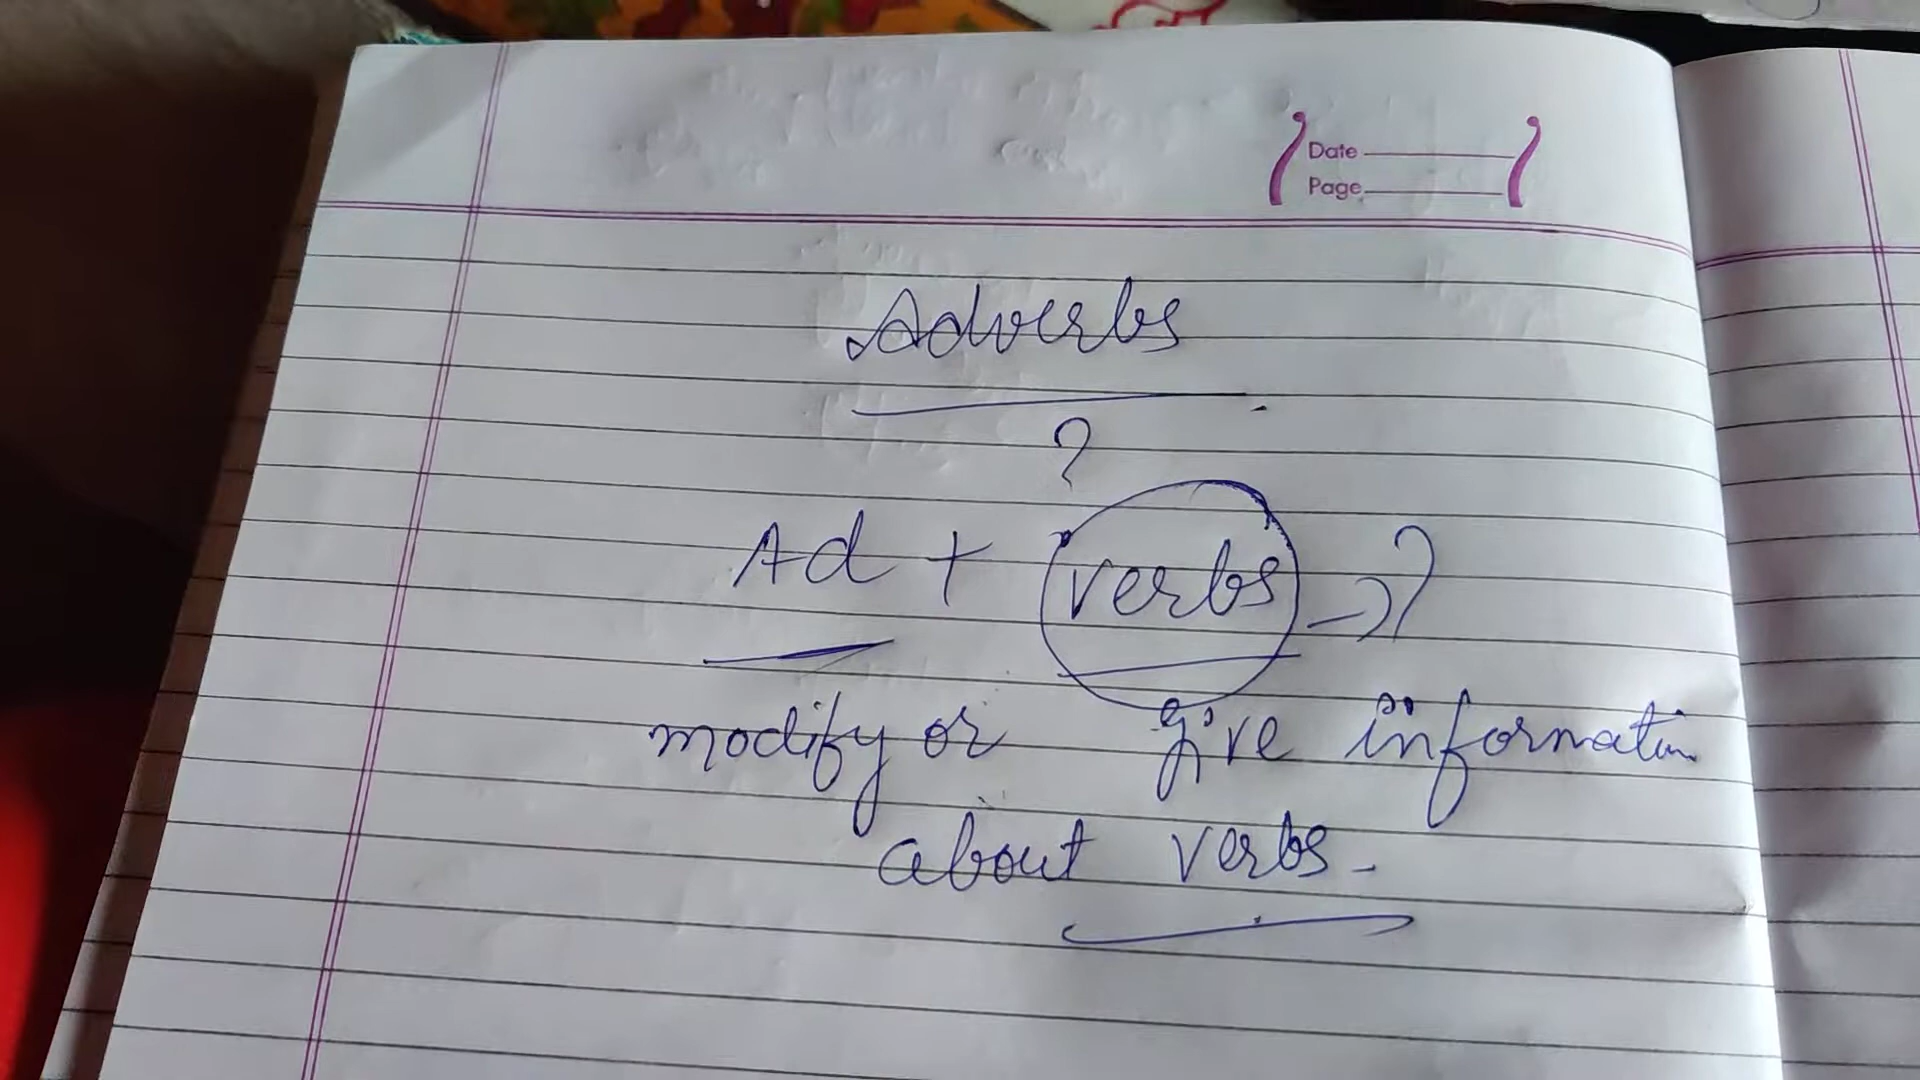 Date
Page
Adverbs
?
Ad + verbs → ?
modify or give information
about verbs.